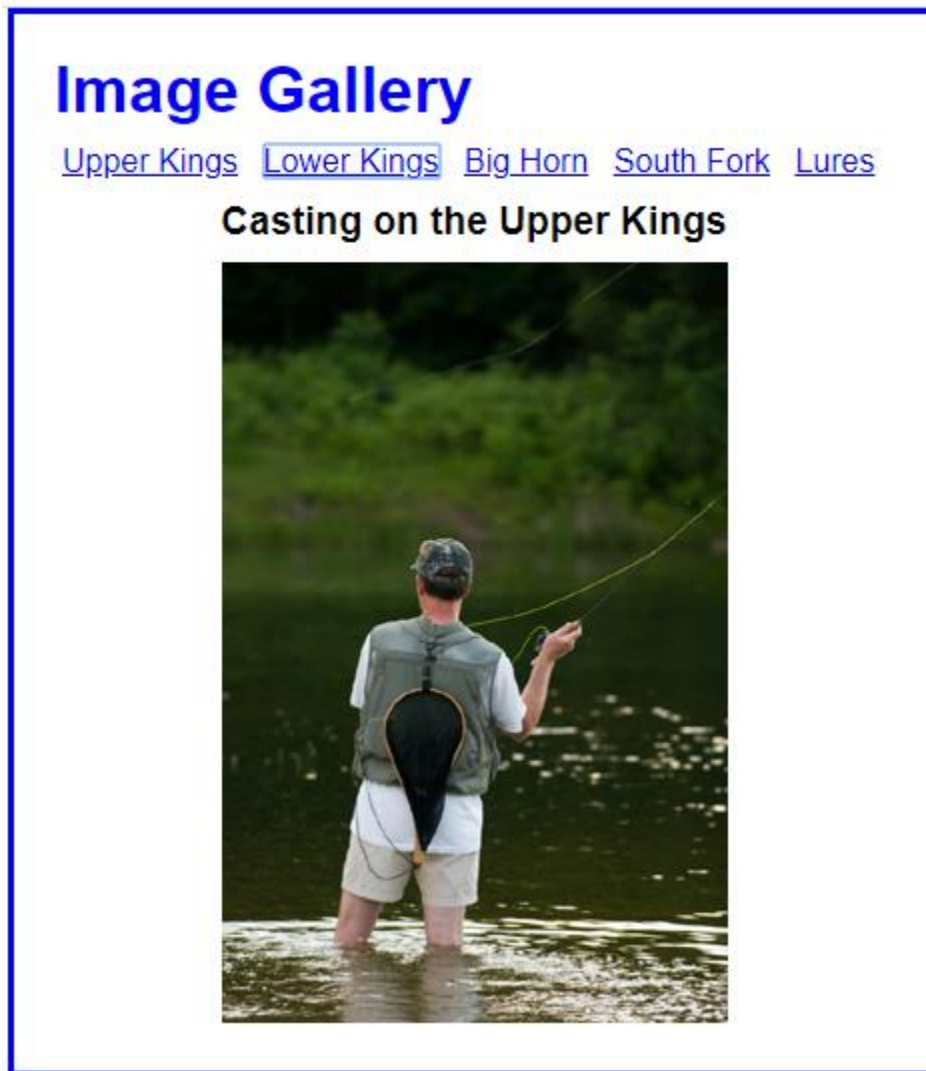 Image Gallery
Upper Kings Lower Kings Big Horn South Fork Lures
Casting on the Upper Kings